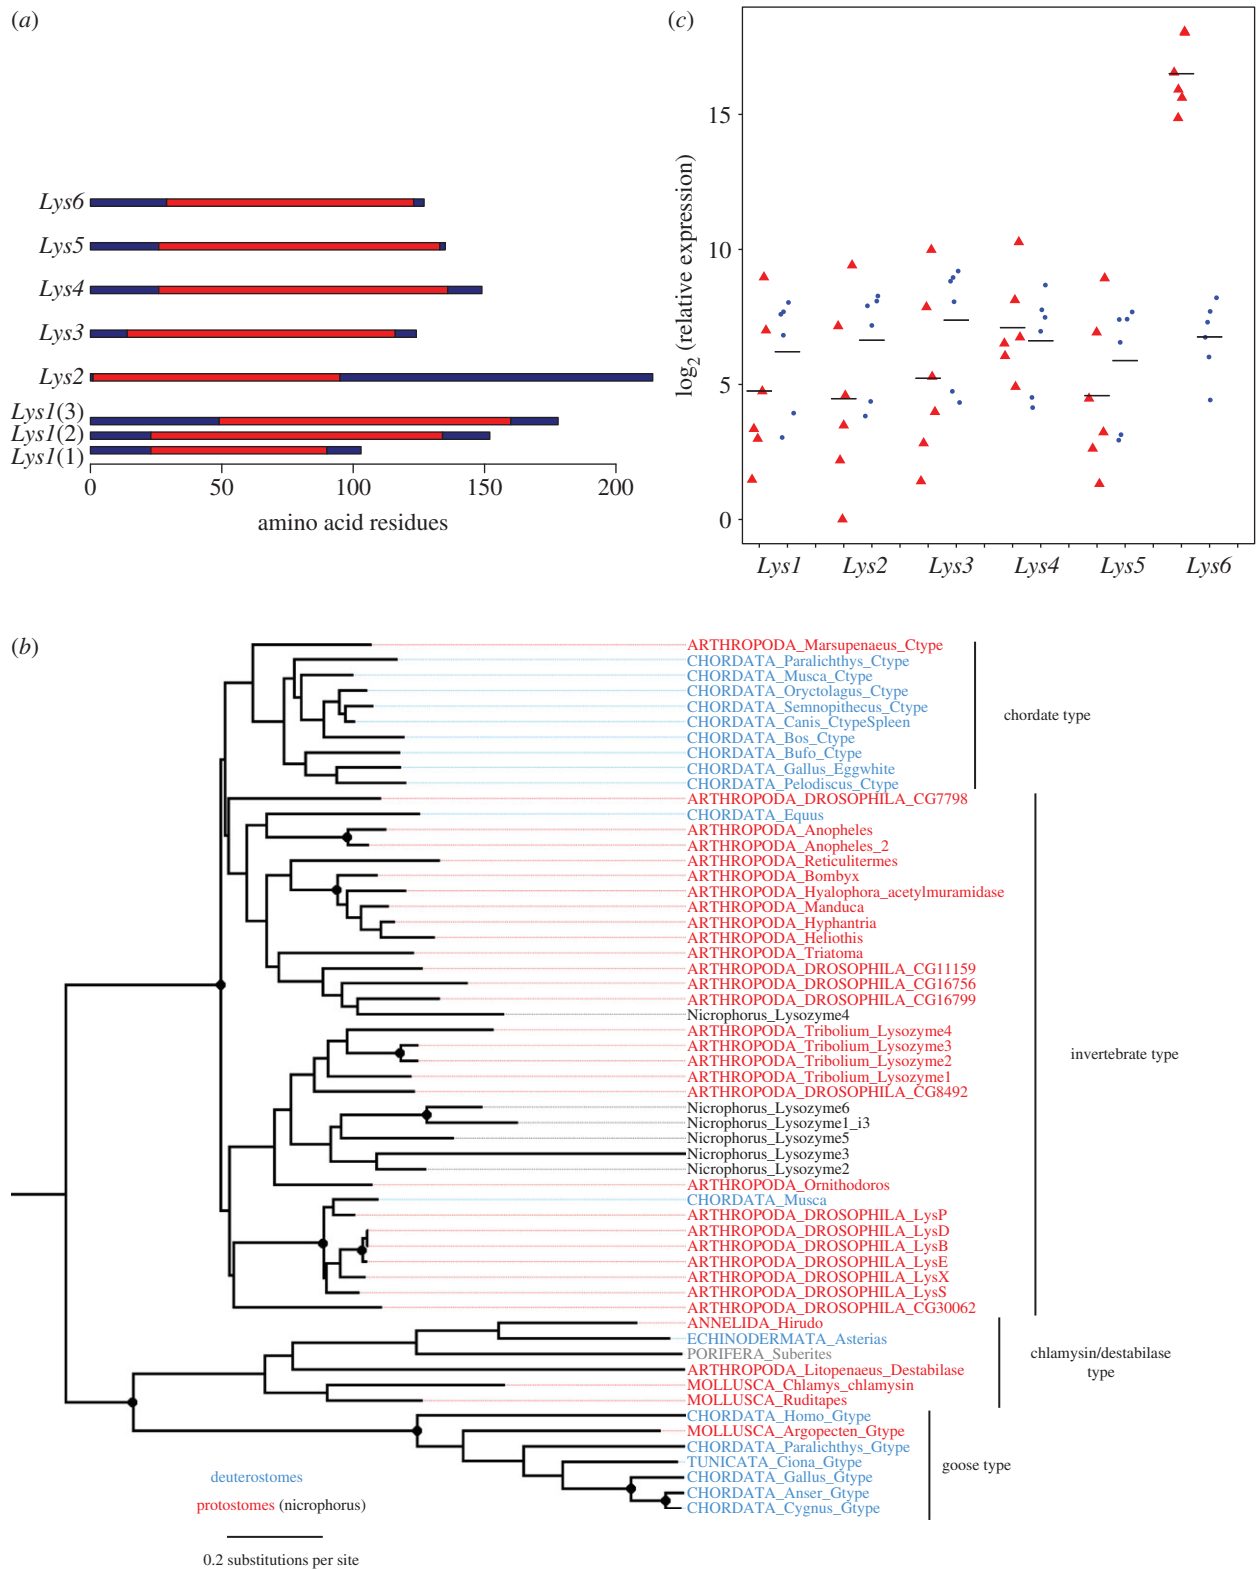 (a)
Lys6
Lys5
Lys4
Lys3
Lys2
Lys1(3)
Lys1(2)
Lys1(1)
0 50 100 150 200
amino acid residues
(c)
log2 (relative expression)
15
10
5
0
Lys1 Lys2 Lys3 Lys4 Lys5 Lys6
(b)
ARTHROPODA_Marsupenaeus_Ctype
CHORDATA_Paralichthys_Ctype
CHORDATA_Musca_Ctype
CHORDATA_Oryctolagus_Ctype
CHORDATA_Semnopithecus_Ctype
CHORDATA_Canis_CtypeSpleen
CHORDATA_Bos_Ctype
CHORDATA_Bufo_Ctype
CHORDATA_Gallus_Eggwhite
CHORDATA_Pelodiscus_Ctype
chordate type
ARTHROPODA_DROSOPHILA_CG7798
CHORDATA_Equus
ARTHROPODA_Anopheles
ARTHROPODA_Anopheles_2
ARTHROPODA_Reticulitermes
ARTHROPODA_Bombyx
ARTHROPODA_Hyalophora_acetylmuramidase
ARTHROPODA_Manduca
ARTHROPODA_Hyphantria
ARTHROPODA_Heliothis
ARTHROPODA_Triatoma
ARTHROPODA_DROSOPHILA_CG11159
ARTHROPODA_DROSOPHILA_CG16756
ARTHROPODA_DROSOPHILA_CG16799
Nicrophorus_Lysozyme4
ARTHROPODA_Tribolium_Lysozyme4
ARTHROPODA_Tribolium_Lysozyme3
ARTHROPODA_Tribolium_Lysozyme2
ARTHROPODA_Tribolium_Lysozyme1
ARTHROPODA_DROSOPHILA_CG8492
Nicrophorus_Lysozyme6
Nicrophorus_Lysozyme1_i3
Nicrophorus_Lysozyme5
Nicrophorus_Lysozyme3
Nicrophorus_Lysozyme2
ARTHROPODA_Ornithodoros
CHORDATA_Musca
ARTHROPODA_DROSOPHILA_LysP
ARTHROPODA_DROSOPHILA_LysD
ARTHROPODA_DROSOPHILA_LysB
ARTHROPODA_DROSOPHILA_LysE
ARTHROPODA_DROSOPHILA_LysX
ARTHROPODA_DROSOPHILA_LysS
ARTHROPODA_DROSOPHILA_CG30062
invertebrate type
ANNELIDA_Hirudo
ECHINODERMATA_Asterias
PORIFERA_Suberites
ARTHROPODA_Litopenaeus_Destabilase
MOLLUSCA_Chlamys_chlamysin
MOLLUSCA_Ruditapes
chlamysin/destabilase
type
CHORDATA_Homo_Gtype
MOLLUSCA_Argopecten_Gtype
CHORDATA_Paralichthys_Gtype
TUNICATA_Ciona_Gtype
CHORDATA_Gallus_Gtype
CHORDATA_Anser_Gtype
CHORDATA_Cygnus_Gtype
goose type
deuterostomes
protostomes (nicrophorus)
0.2 substitutions per site